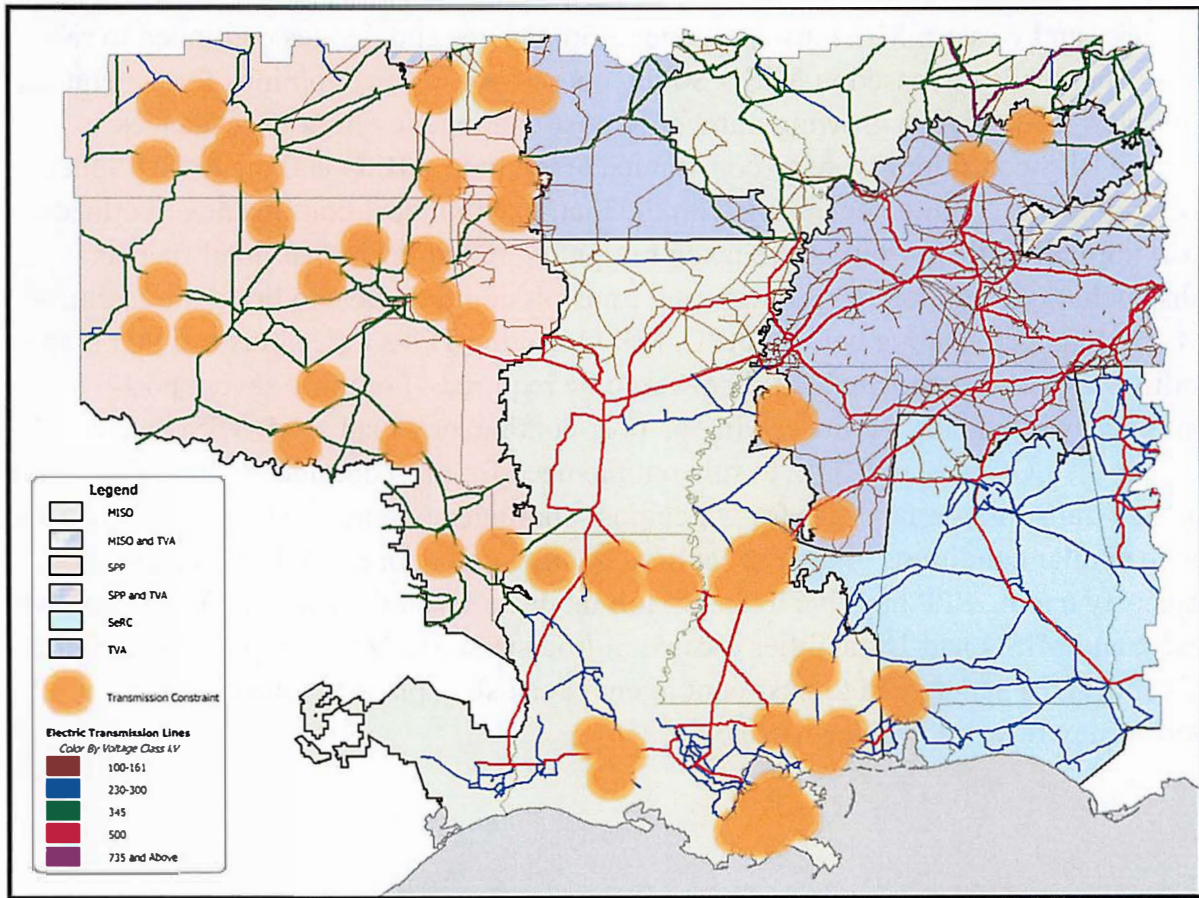 Legend
MISO
MISO and TVA
SPP
SPP and TVA
SeRC
TVA
Transmission Constraint
Electric Transmission Lines
Color By Voltage Class kV
100-161
230-300
345
500
735 and Above